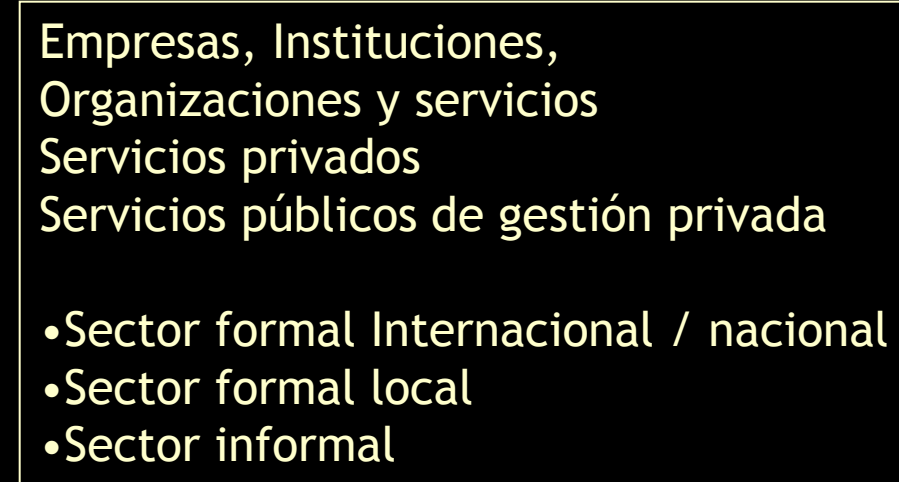 Empresas, Instituciones,
Organizaciones y servicios
Servicios privados
Servicios públicos de gestión privada
•Sector formal Internacional / nacional
•Sector formal local
•Sector informal